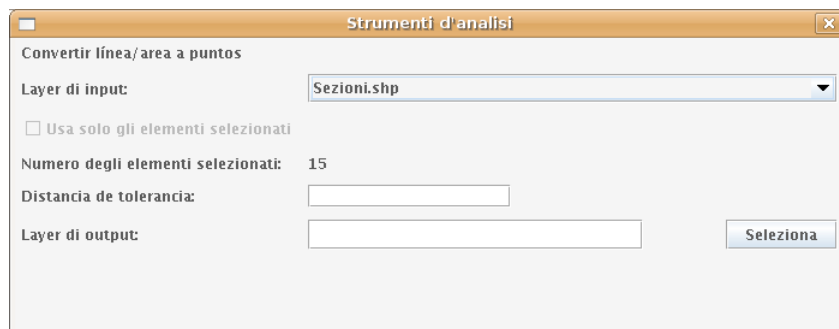 Strumenti d'analisi
Convertir línea/area a puntos
Layer di input: Sezioni.shp
Usa solo gli elementi selezionati
Numero degli elementi selezionati: 15
Distancia de tolerancia:
Layer di output: Seleziona